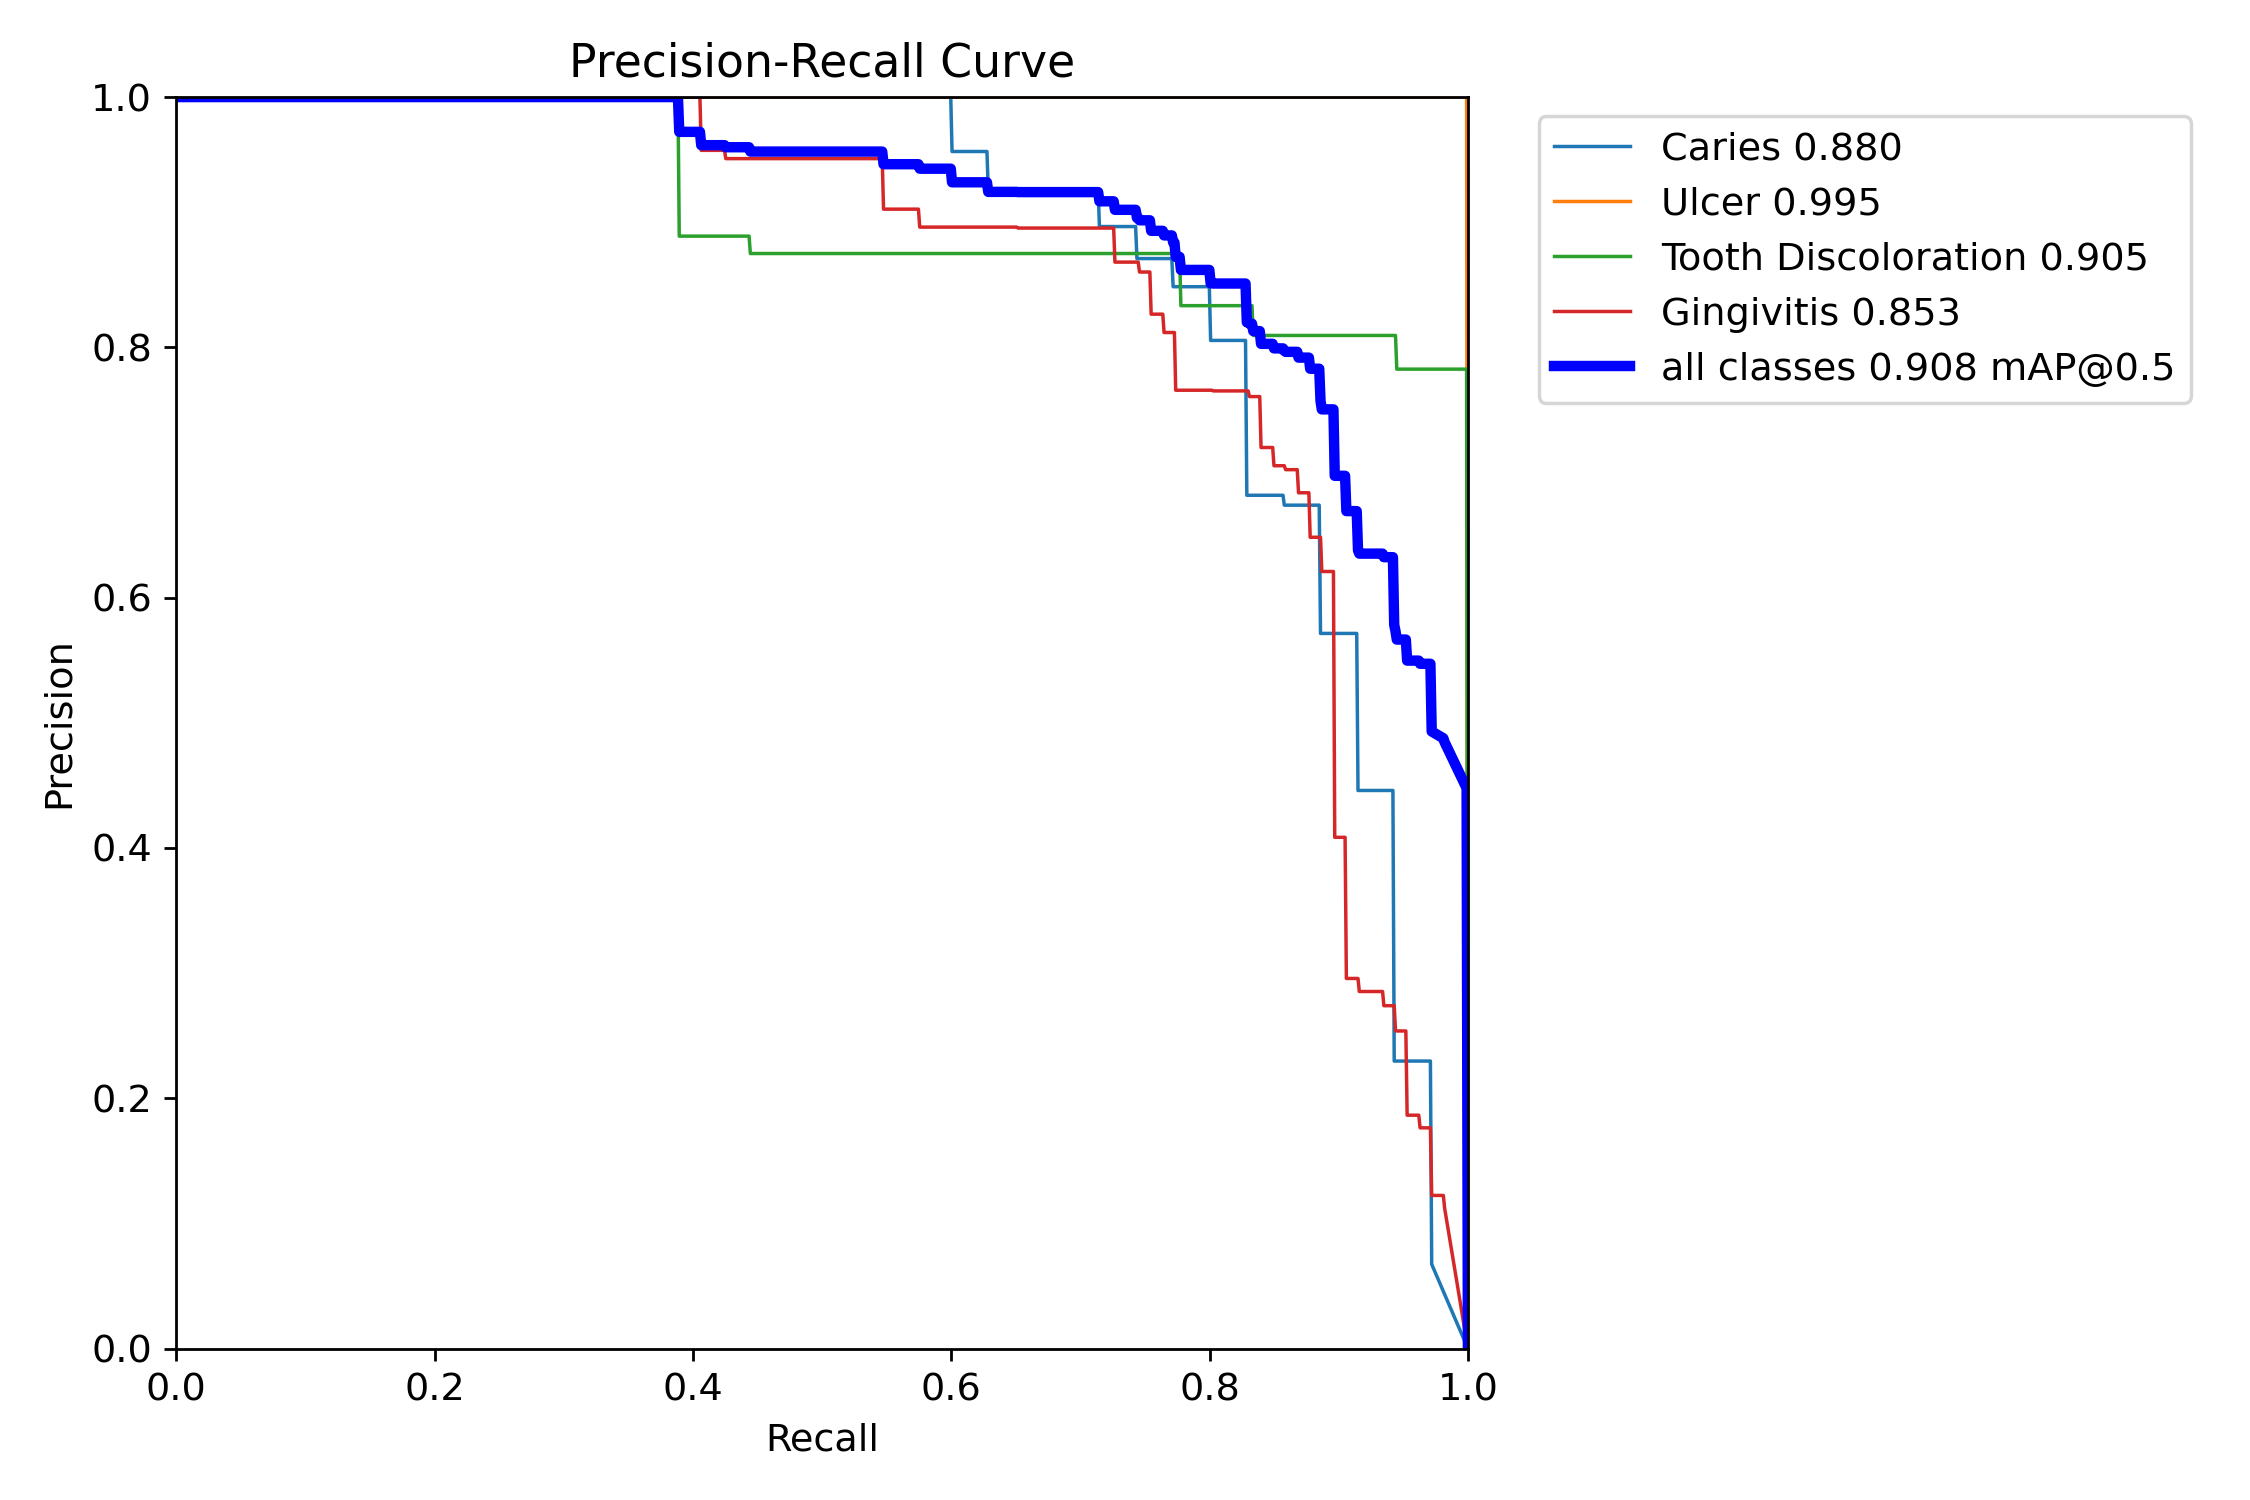 Precision-Recall Curve
1.0
0.8
0.6
0.4
0.2
0.0
Precision
0.0 0.2 0.4 0.6 0.8 1.0
Recall
Caries 0.880
Ulcer 0.995
Tooth Discoloration 0.905
Gingivitis 0.853
all classes 0.908 mAP@0.5